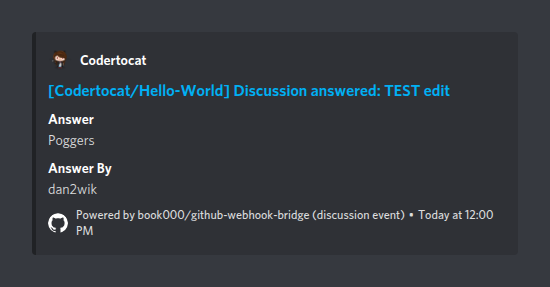 Codertocat
[Codertocat/Hello-World] Discussion answered: TEST edit
Answer
Poggers
Answer By
dan2wik
Powered by book000/github-webhook-bridge (discussion event) • Today at 12:00
PM